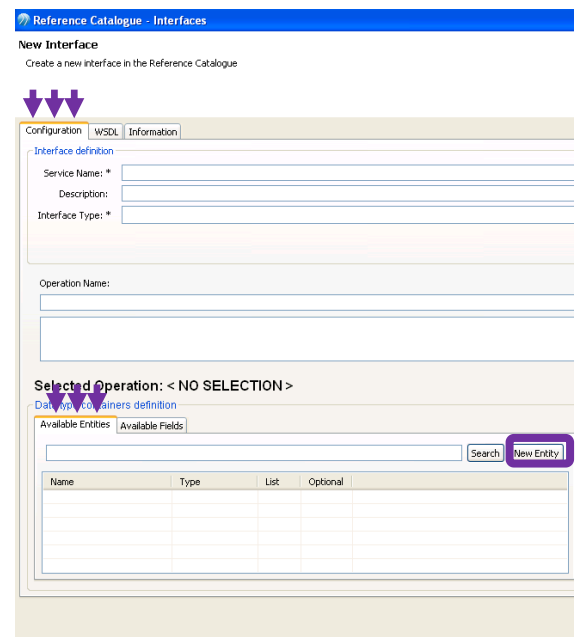 Reference Catalogue - Interfaces
New Interface
Create a new interface in the Reference Catalogue
Configuration WSDL Information
Interface definition
Service Name: *
Description:
Interface Type: *
Operation Name:
Selected Operation: < NO SELECTION >
Data type containers definition
Available Entities Available Fields
Search New Entity
Name Type List Optional